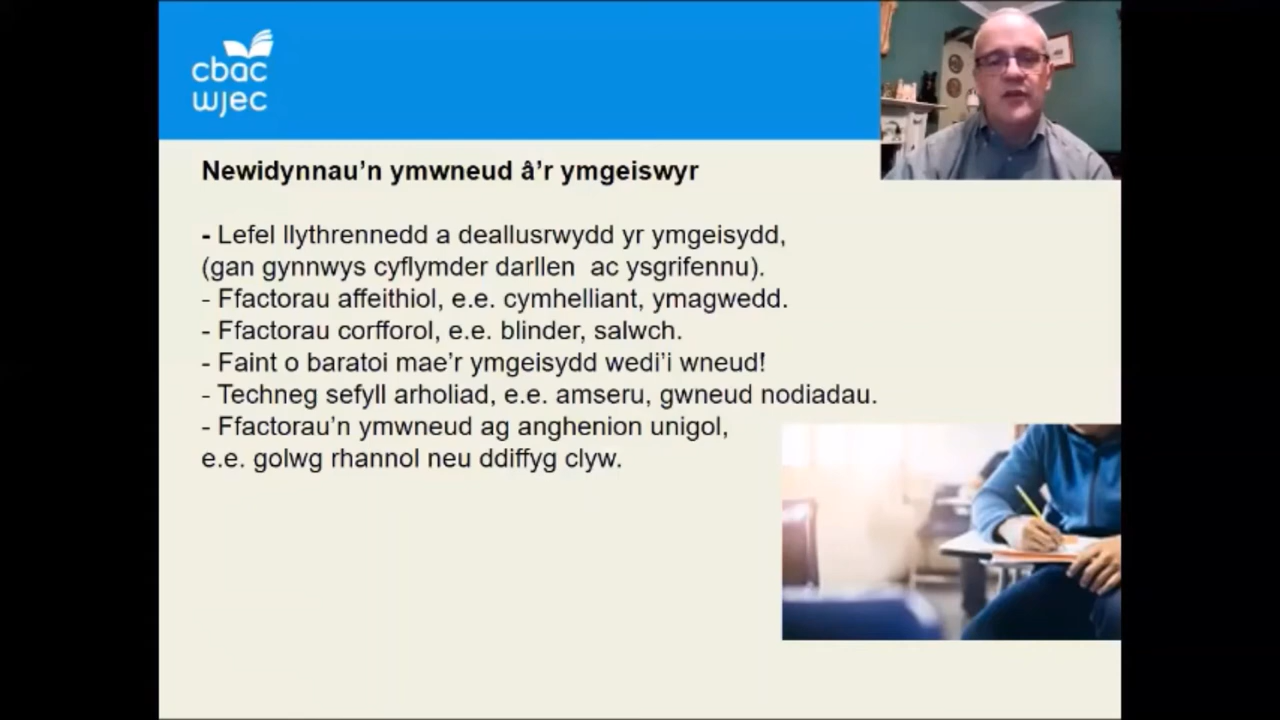 cbac
wjec
Newidynnau'n ymwneud â'r ymgeiswyr
- Lefel llythrennedd a deallusrwydd yr ymgeisydd,
(gan gynnwys cyflymder darllen ac ysgrifennu).
- Ffactorau affeithiol, e.e. cymhelliant, ymagwedd.
- Ffactorau corfforol, e.e. blinder, salwch.
- Faint o baratoi mae'r ymgeisydd wedi'i wneud!
- Techneg sefyll arholiad, e.e. amseru, gwneud nodiadau.
- Ffactorau'n ymwneud ag anghenion unigol,
e.e. golwg rhannol neu ddiffyg clyw.